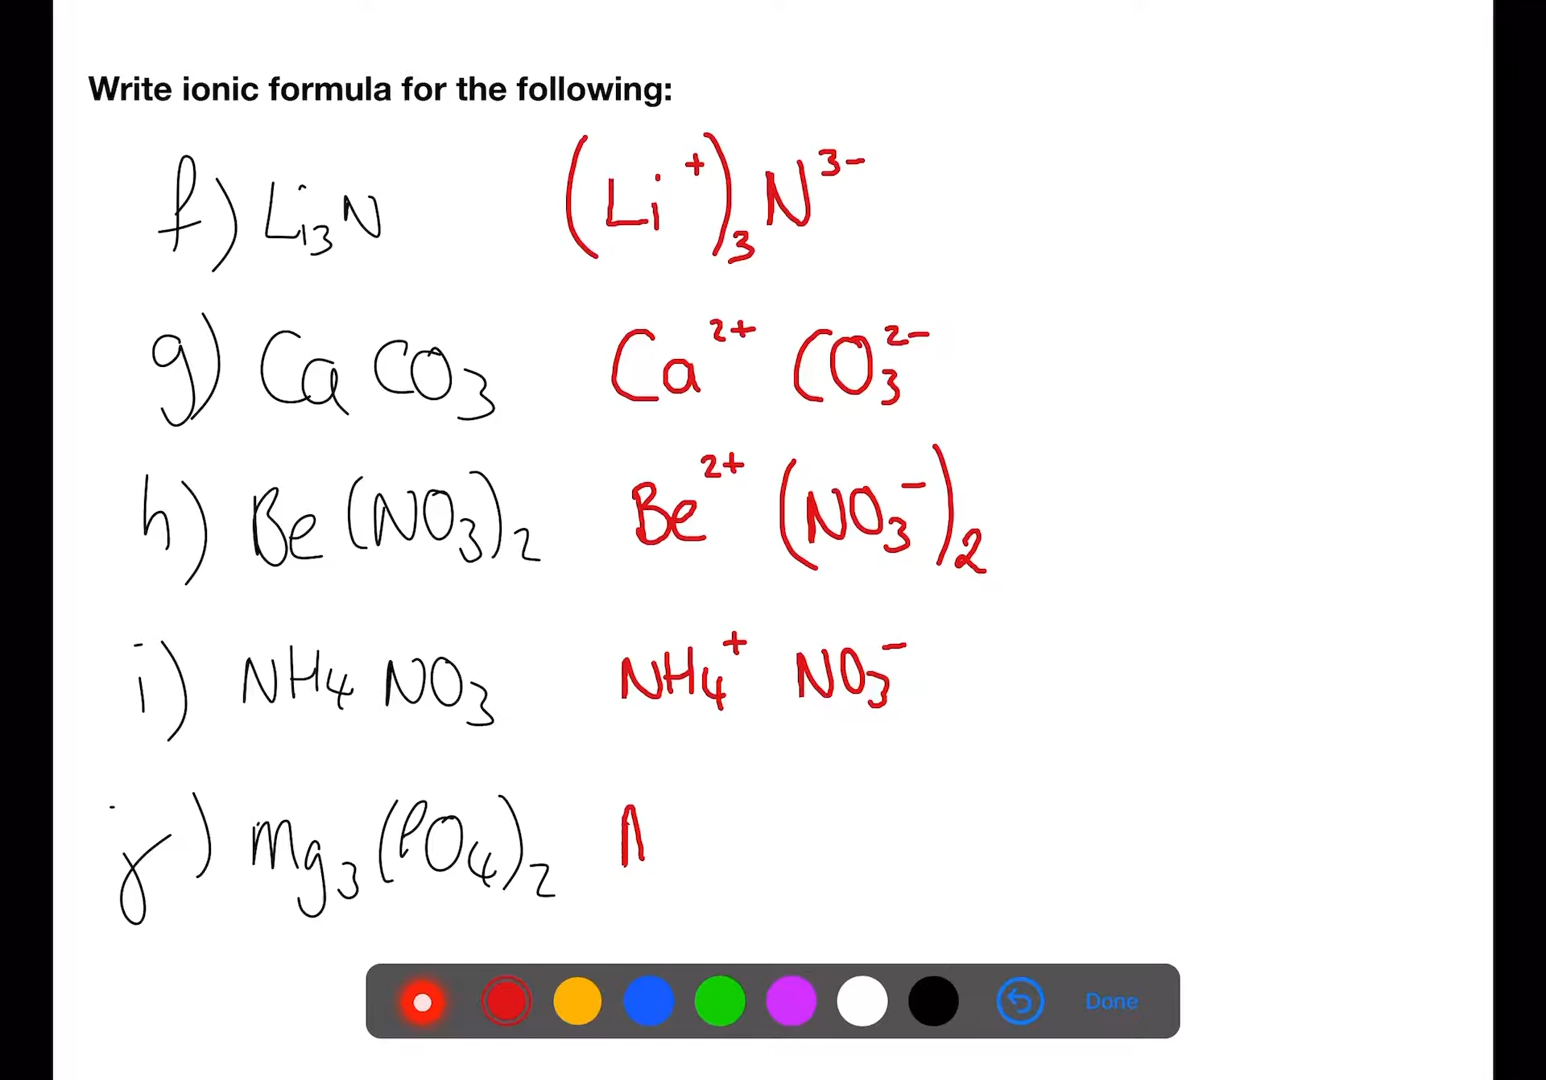 Write ionic formula for the following:
f) Li₃N (Li⁺)₃N³⁻
g) CaCO₃ Ca²⁺ CO₃²⁻
h) Be(NO₃)₂ Be²⁺ (NO₃⁻)₂
i) NH₄NO₃ NH₄⁺ NO₃⁻
j) Mg₃(PO₄)₂
Done